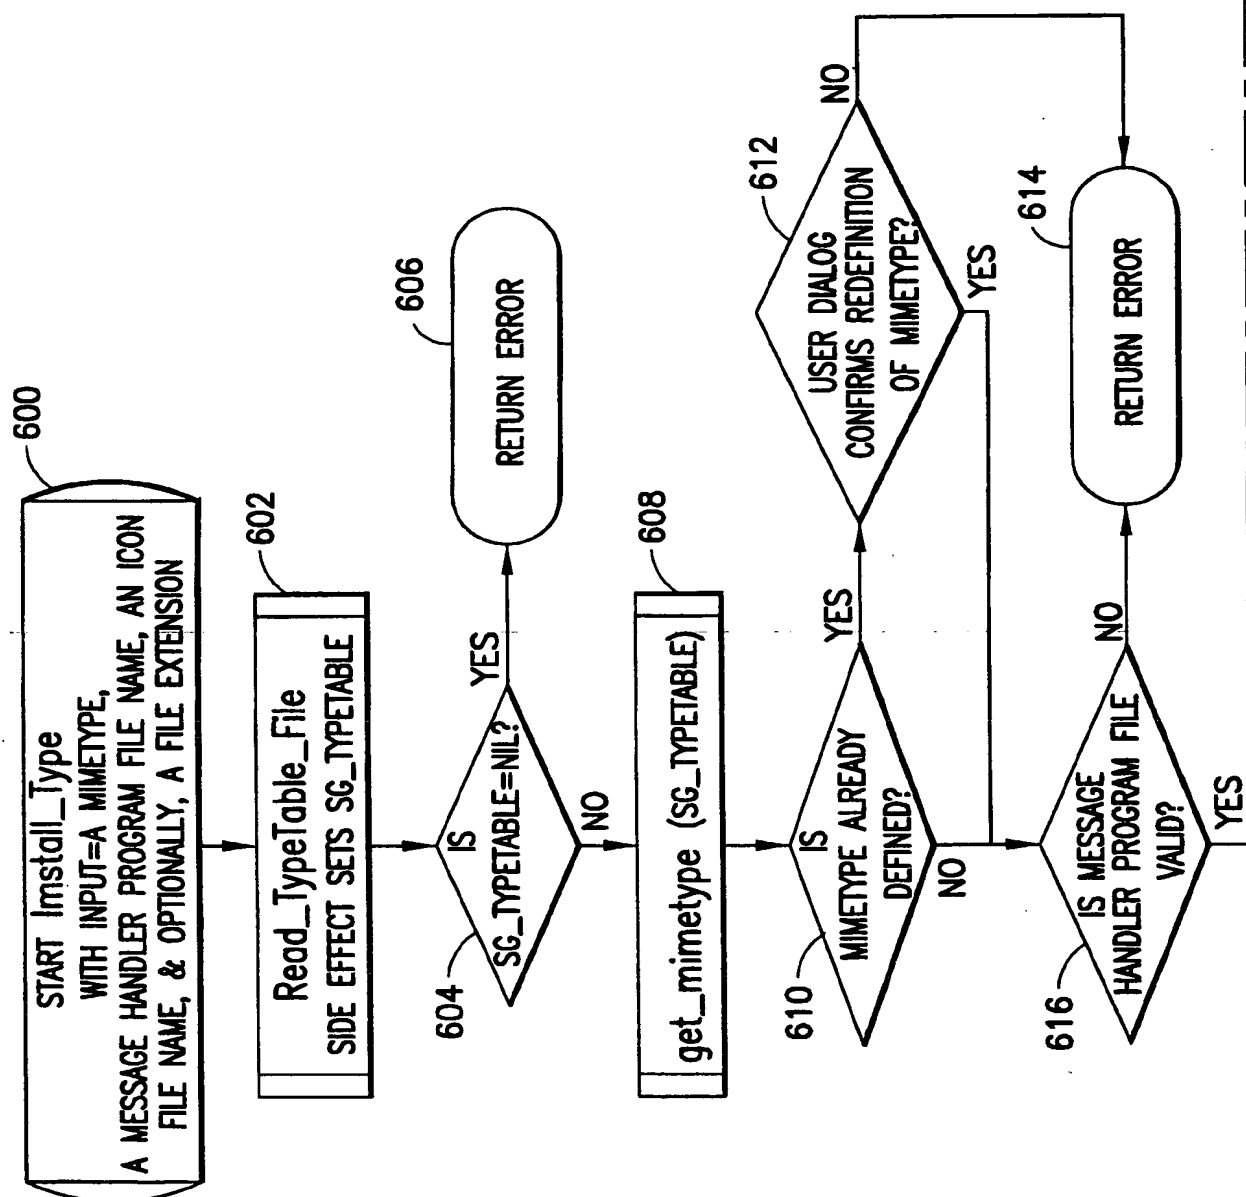 START Imstall_Type
WITH INPUT=A MIMETYPE,
A MESSAGE HANDLER PROGRAM FILE NAME, AN ICON
FILE NAME, & OPTIONALLY, A FILE EXTENSION
600
Read_TypeTable_File
SIDE EFFECT SETS SG_TYPETABLE
602
IS
SG_TYPETABLE=NIL?
604
YES
NO
RETURN ERROR
606
get_mimetype (SG_TYPETABLE)
608
IS
MIMETYPE ALREADY
DEFINED?
610
YES
NO
USER DIALOG
CONFIRMS REDEFINITION
OF MIMETYPE?
612
NO
YES
IS MESSAGE
HANDLER PROGRAM FILE
VALID?
616
NO
YES
RETURN ERROR
614